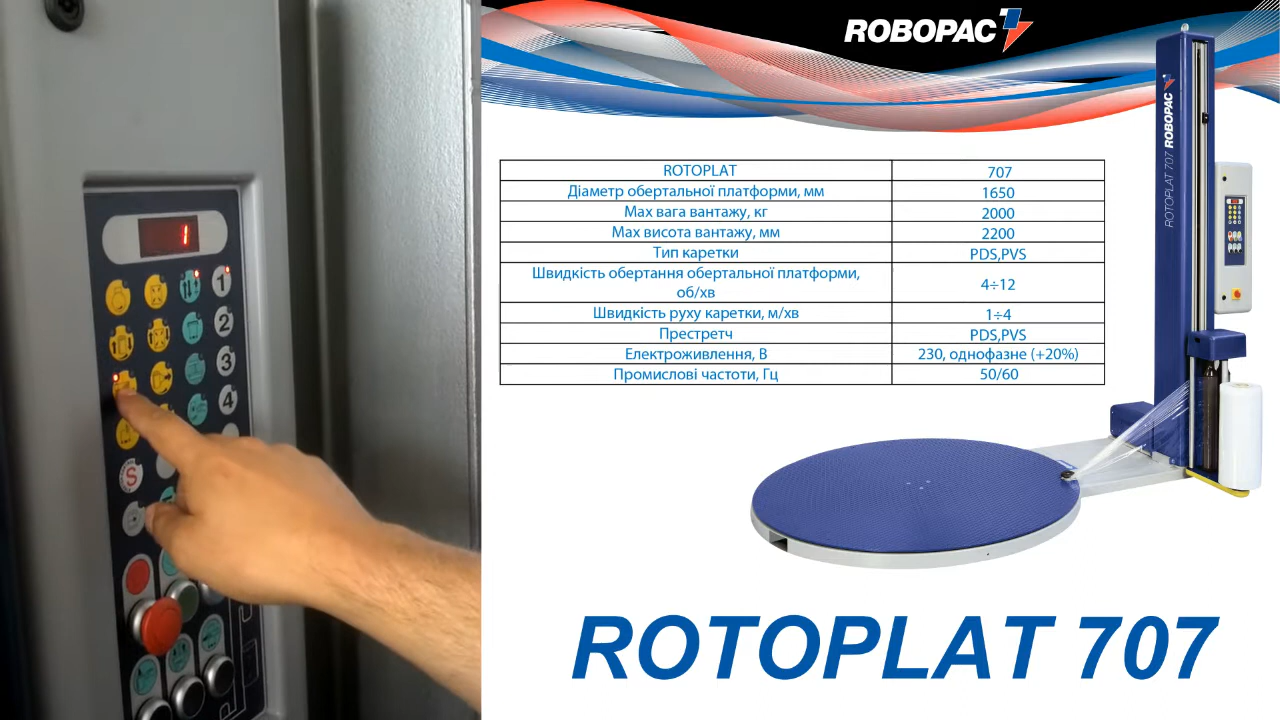 1
1
2
3
4
S
ROBOPAC
ROTOPLAT 707 ROBOPAC
ROTOPLAT 707
Діаметр обертальної платформи, мм 1650
Мах вага вантажу, кг 2000
Мах висота вантажу, мм 2200
Тип каретки PDS,PVS
Швидкість обертання обертальної платформи,
об/хв 4÷12
Швидкість руху каретки, м/хв 1÷4
Престретч PDS,PVS
Електроживлення, В 230, однофазне (+20%)
Промислові частоти, Гц 50/60
ROTOPLAT 707